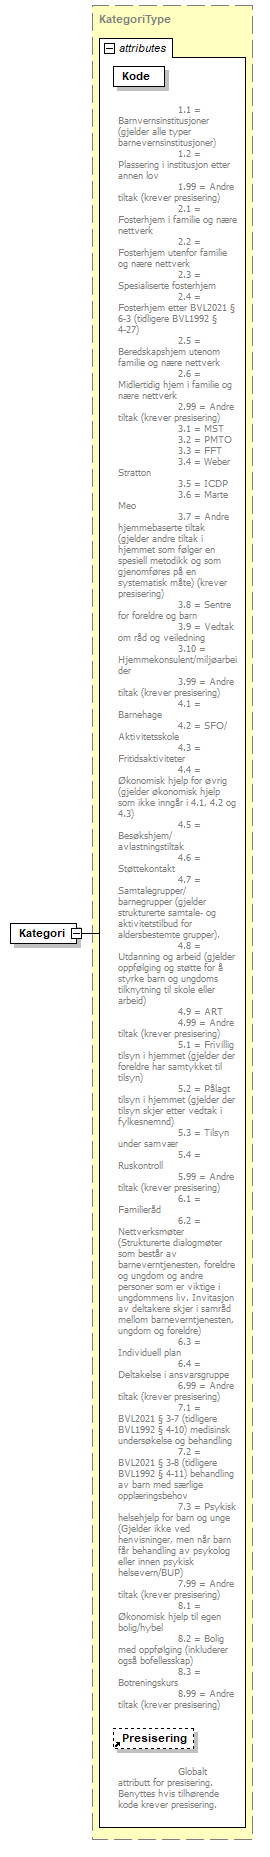 KategoriType
attributes
Kode
1.1 =
Barnvernsinstitusjoner
(gjelder alle typer
barnevernsinstitusjoner)
1.2 =
Plassering i institusjon etter
annen lov
1.99 = Andre
tiltak (krever presisering)
2.1 =
Fosterhjem i familie og nære
nettverk
2.2 =
Fosterhjem utenfor familie
og nære nettverk
2.3 =
Spesialiserte fosterhjem
2.4 =
Fosterhjem etter BVL2021 §
6-3 (tidligere BVL1992 §
4-27)
2.5 =
Beredskapshjem utenom
familie og nære nettverk
2.6 =
Midlertidig hjem i familie og
nære nettverk
2.99 = Andre
tiltak (krever presisering)
3.1 = MST
3.2 = PMTO
3.3 = FFT
3.4 = Weber
Stratton
3.5 = ICDP
3.6 = Marte
Meo
3.7 = Andre
hjemmebaserte tiltak
(gjelder andre tiltak i
hjemmet som følger en
spesiell metodikk og som
gjenomføres på en
systematisk måte) (krever
presisering)
3.8 = Sentre
for foreldre og barn
3.9 = Vedtak
om råd og veiledning
3.10 =
Hjemmekonsulent/miljøarbei
der
3.99 = Andre
tiltak (krever presisering)
4.1 =
Barnehage
4.2 = SFO/
Aktivitetsskole
4.3 =
Fritidsaktiviteter
4.4 =
Økonomisk hjelp for øvrig
(gjelder økonomisk hjelp
som ikke inngår i 4.1, 4.2 og
4.3)
4.5 =
Besøkshjem/
avlastningstiltak
4.6 =
Støttekontakt
4.7 =
Samtalegrupper/
barnegrupper (gjelder
strukturerte samtale- og
aktivitetstilbud for
aldersbestemte grupper).
4.8 =
Utdanning og arbeid (gjelder
oppfølging og støtte for å
styrke barn og ungdoms
tilknytning til skole eller
arbeid)
4.9 = ART
4.99 = Andre
tiltak (krever presisering)
5.1 = Frivillig
tilsyn i hjemmet (gjelder der
foreldre har samtykket til
tilsyn)
5.2 = Pålagt
tilsyn i hjemmet (gjelder der
tilsyn skjer etter vedtak i
fylkesnemnd)
5.3 = Tilsyn
under samvær
5.4 =
Ruskontroll
5.99 = Andre
tiltak (krever presisering)
6.1 =
Familieråd
6.2 =
Nettverksmøter
(Strukturerte dialogmøter
som består av
barneverntjenesten, foreldre
og ungdom og andre
personer som er viktige i
ungdommens liv. Invitasjon
av deltakere skjer i samråd
mellom barneverntjenesten,
ungdom og foreldre)
6.3 =
Individuell plan
6.4 =
Deltakelse i ansvarsgruppe
6.99 = Andre
tiltak (krever presisering)
7.1 =
BVL2021 § 3-7 (tidligere
BVL1992 § 4-10) medisinsk
undersøkelse og behandling
7.2 =
BVL2021 § 3-8 (tidligere
BVL1992 § 4-11) behandling
av barn med særlige
opplæringsbehov
7.3 = Psykisk
helsehjelp for barn og unge
(Gjelder ikke ved
henvisninger, men når barn
får behandling av psykolog
eller innen psykisk
helsevern/BUP)
7.99 = Andre
tiltak (krever presisering)
8.1 =
Økonomisk hjelp til egen
bolig/hybel
8.2 = Bolig
med oppfølging (inkluderer
også bofellesskap)
8.3 =
Botreningskurs
8.99 = Andre
tiltak (krever presisering)
Kategori
Presisering
Globalt
attributt for presisering.
Benyttes hvis tilhørende
kode krever presisering.